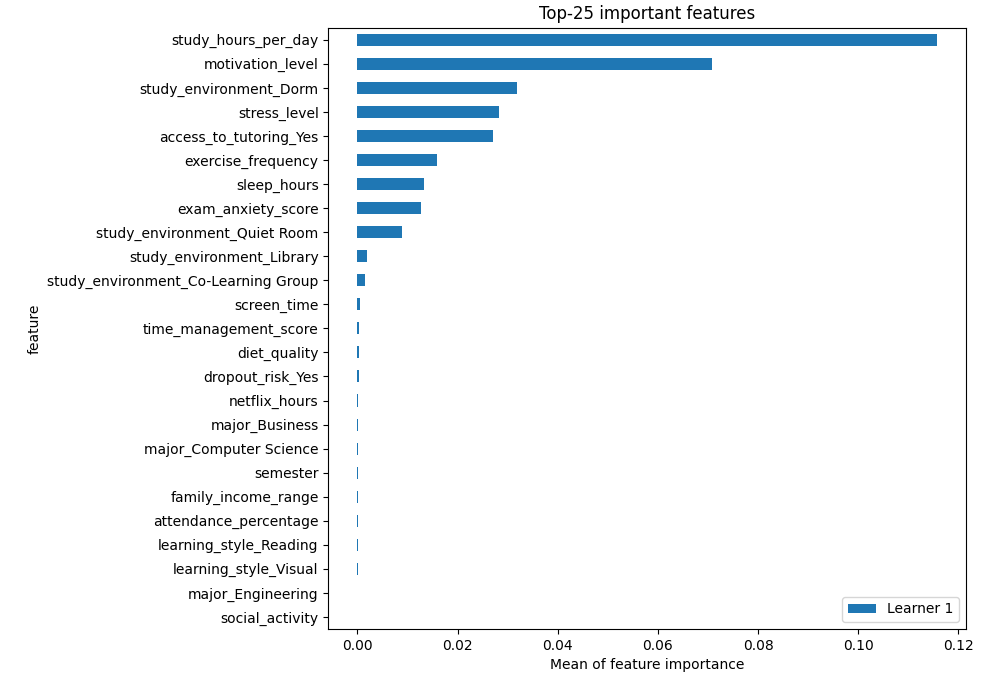 Top-25 important features
study_hours_per_day
motivation_level
study_environment_Dorm
stress_level
access_to_tutoring_Yes
exercise_frequency
sleep_hours
exam_anxiety_score
study_environment_Quiet Room
study_environment_Library
study_environment_Co-Learning Group
screen_time
time_management_score
diet_quality
dropout_risk_Yes
netflix_hours
major_Business
major_Computer Science
semester
family_income_range
attendance_percentage
learning_style_Reading
learning_style_Visual
major_Engineering
social_activity
feature
Learner 1
0.00 0.02 0.04 0.06 0.08 0.10 0.12
Mean of feature importance